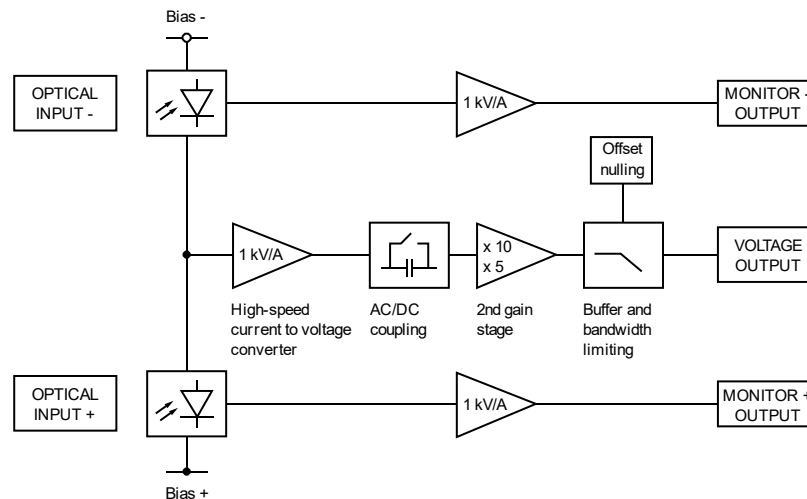 Bias -
OPTICAL
INPUT -
1 kV/A
MONITOR -
OUTPUT
Offset
nulling
1 kV/A
x 10
x 5
VOLTAGE
OUTPUT
High-speed
current to voltage
converter
AC/DC
coupling
2nd gain
stage
Buffer and
bandwidth
limiting
OPTICAL
INPUT +
1 kV/A
MONITOR +
OUTPUT
Bias +